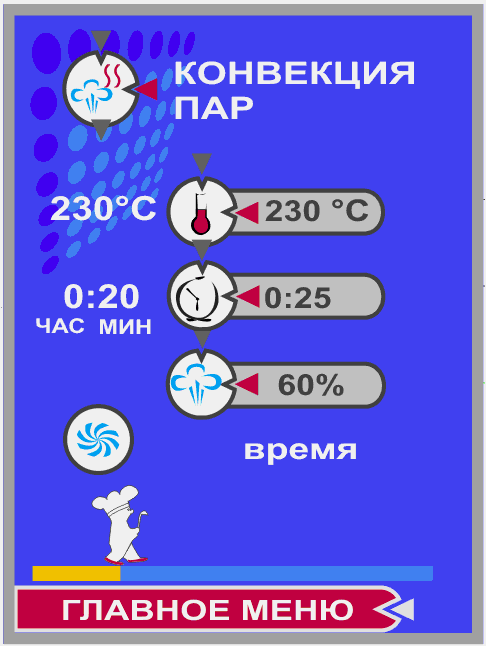 КОНВЕКЦИЯ
ПАР
230°C 230 °C
0:20 0:25
ЧАС МИН
60%
время
ГЛАВНОЕ МЕНЮ